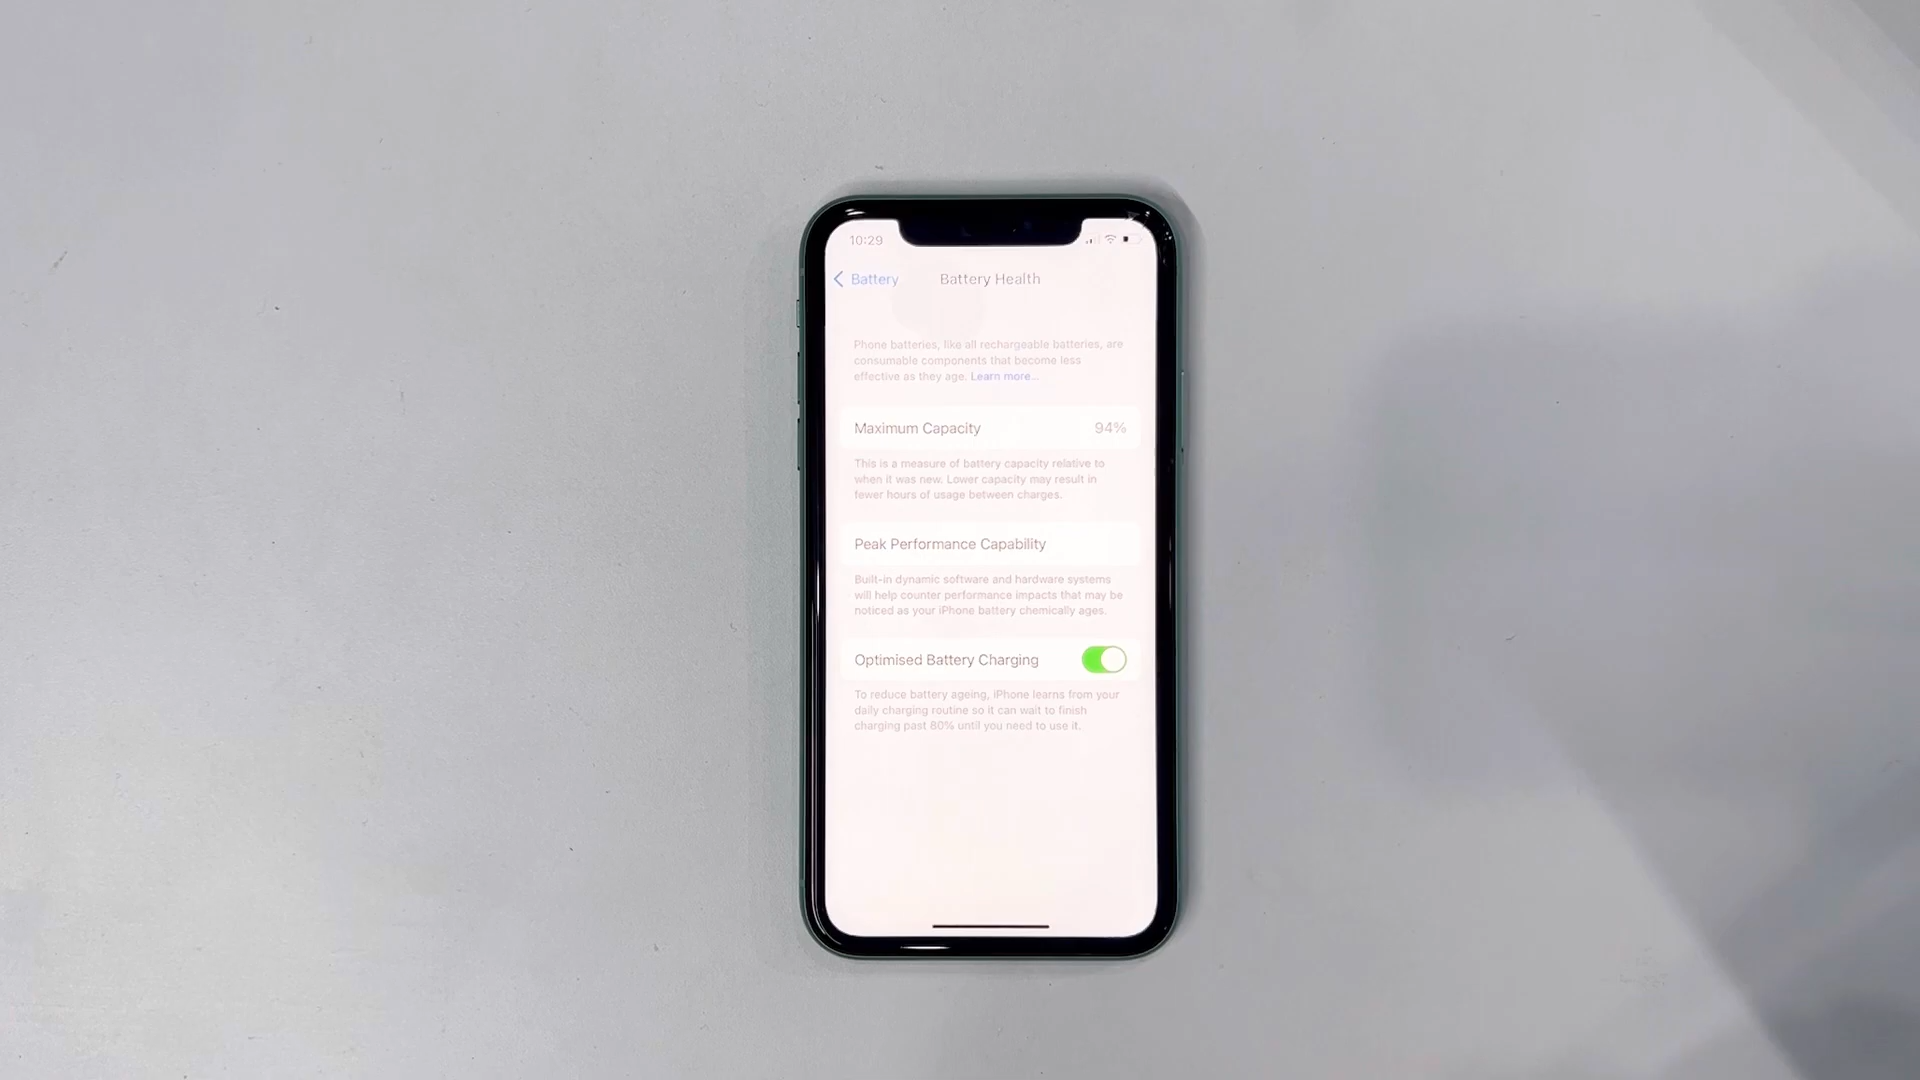 10:29
Battery
Battery Health
Phone batteries, like all rechargeable batteries, are
consumable components that become less
effective as they age. Learn more...
Maximum Capacity 94%
This is a measure of battery capacity relative to
when it was new. Lower capacity may result in
fewer hours of usage between charges.
Peak Performance Capability
Built-in dynamic software and hardware systems
will help counter performance impacts that may be
noticed as your iPhone battery chemically ages.
Optimised Battery Charging
To reduce battery ageing, iPhone learns from your
daily charging routine so it can wait to finish
charging past 80% until you need to use it.